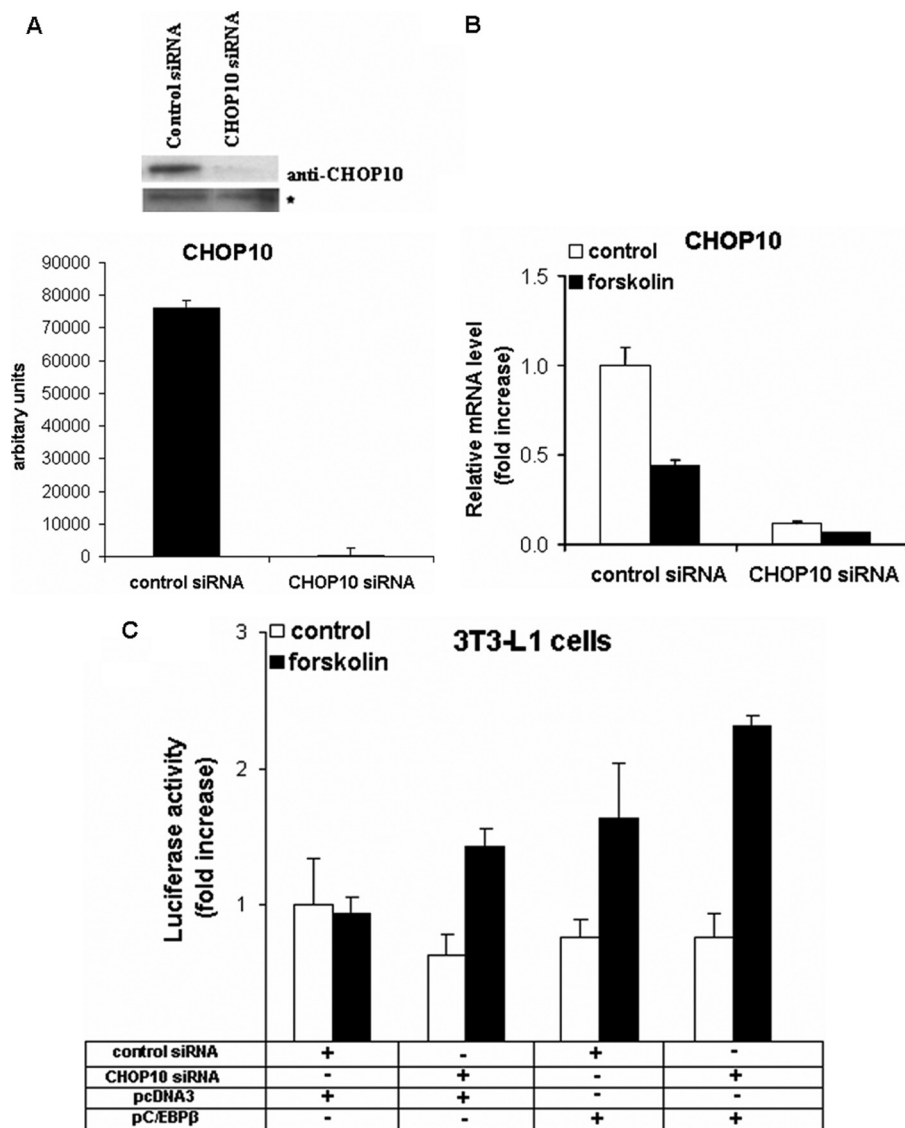 A
Control siRNA
CHOP10 siRNA
anti-CHOP10
*
CHOP10
90000
80000
70000
60000
50000
40000
30000
20000
10000
0
arbitary units
control siRNA
CHOP10 siRNA
B
CHOP10
control
forskolin
1.5
1.0
0.5
0.0
Relative mRNA level
(fold increase)
control siRNA
CHOP10 siRNA
C
control
forskolin
3T3-L1 cells
3
2
1
Luciferase activity
(fold increase)
control siRNA + - + -
CHOP10 siRNA - + - +
pcDNA3 + + - -
pC/EBPβ - - + +